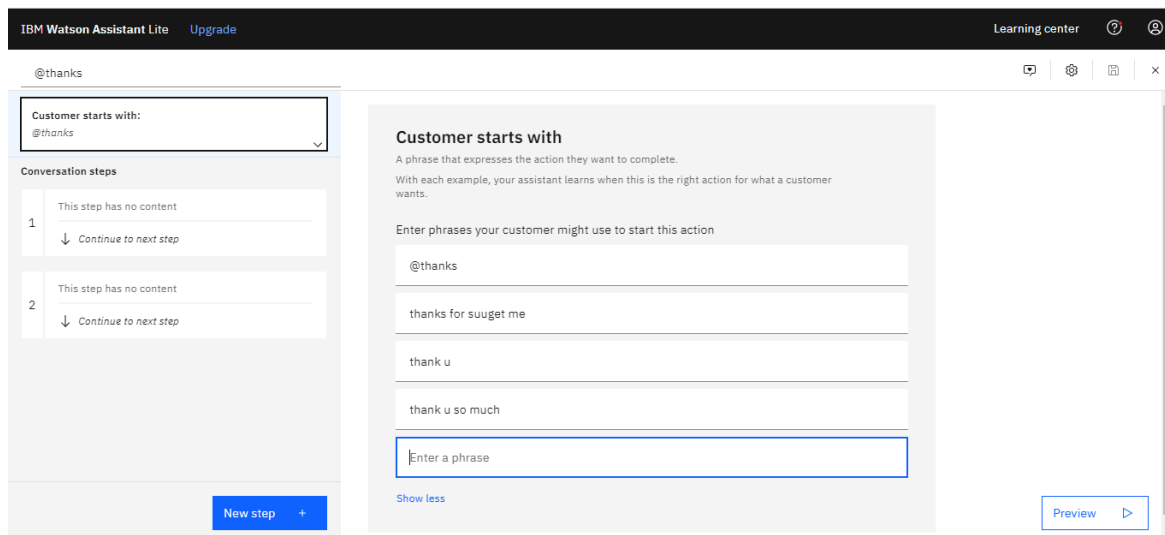 IBM Watson Assistant Lite Upgrade Learning center
@thanks
Customer starts with:
@thanks
Conversation steps
1 This step has no content
Continue to next step
2 This step has no content
Continue to next step
New step +
Customer starts with
A phrase that expresses the action they want to complete.
With each example, your assistant learns when this is the right action for what a customer
wants.
Enter phrases your customer might use to start this action
@thanks
thanks for suuget me
thank u
thank u so much
Enter a phrase
Show less
Preview